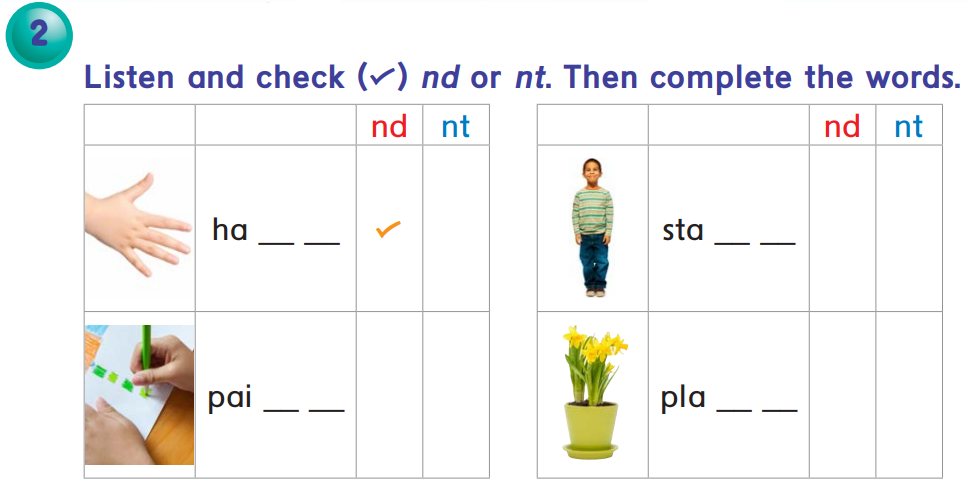 2
Listen and check (✓) nd or nt. Then complete the words.
nd nt
ha __ __ ✓
pai __ __
nd nt
sta __ __
pla __ __